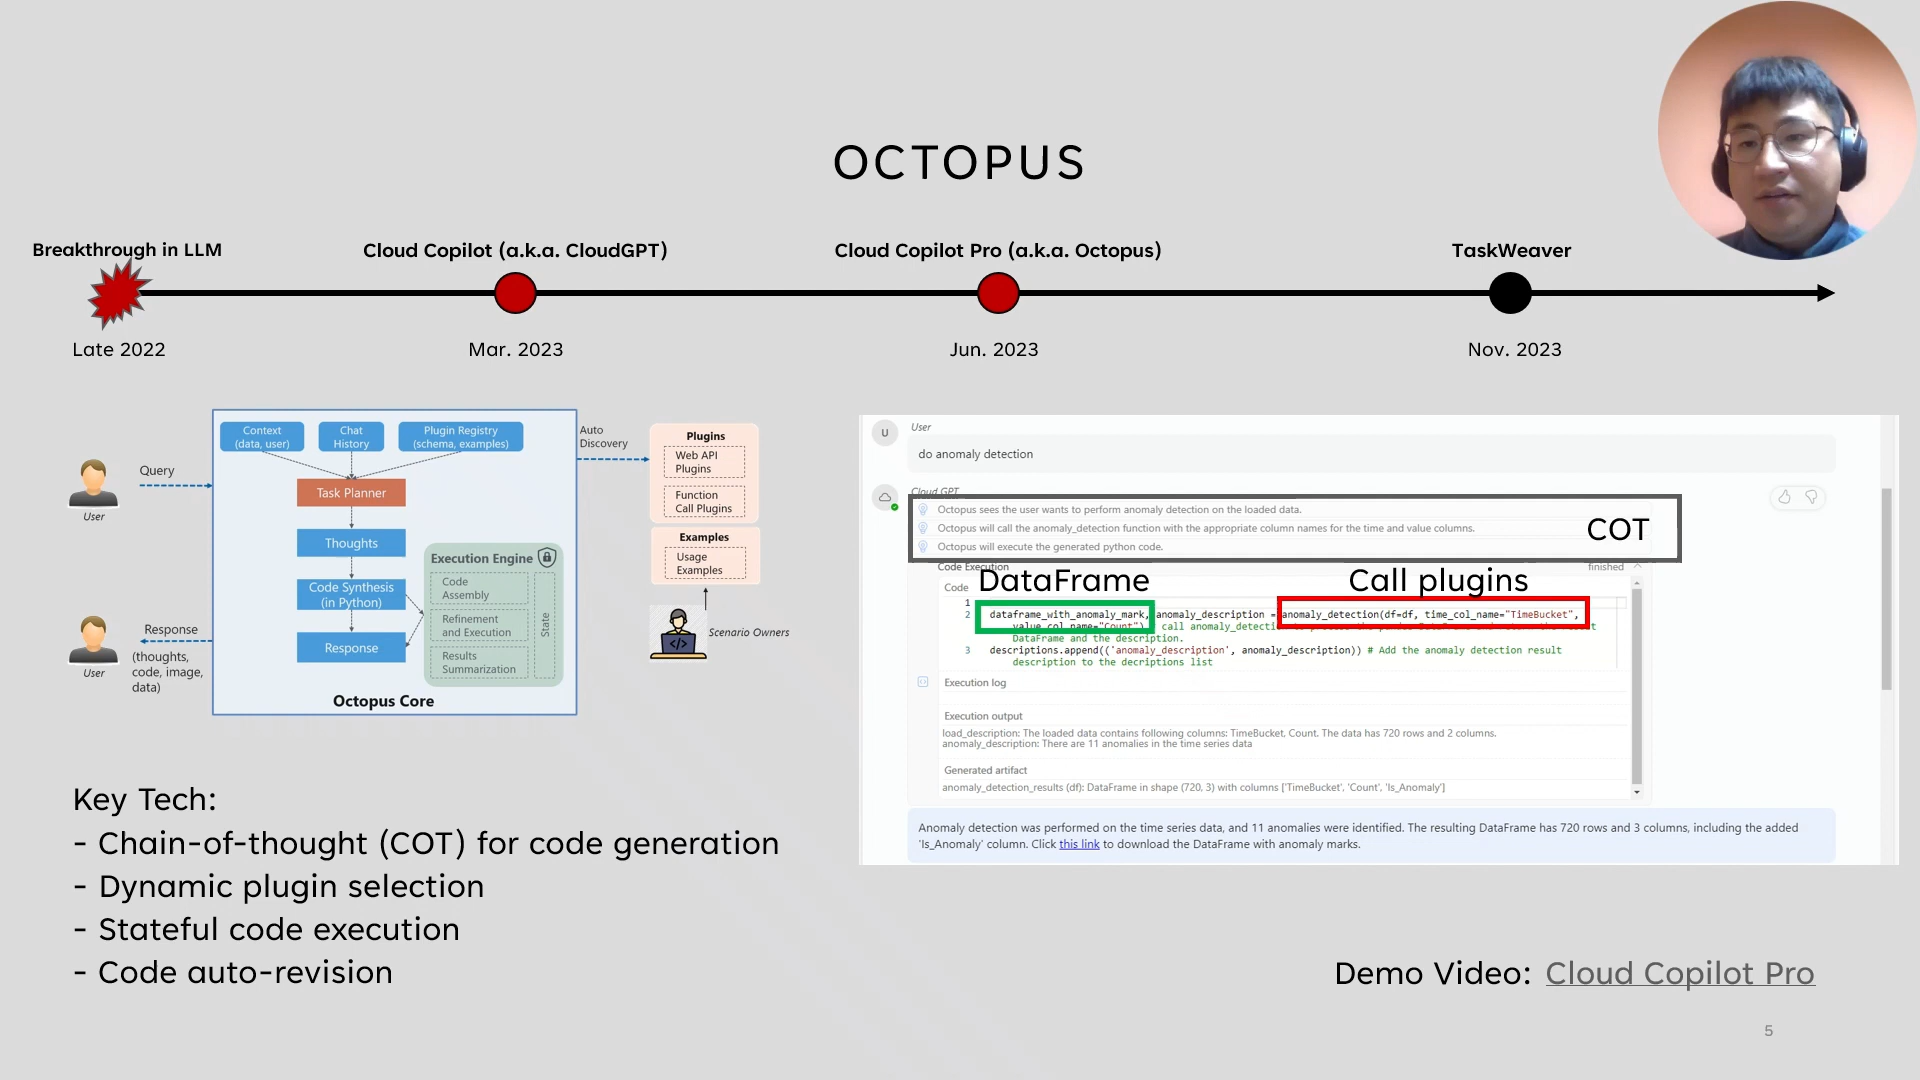 OCTOPUS
Breakthrough in LLM
Cloud Copilot (a.k.a. CloudGPT)
Cloud Copilot Pro (a.k.a. Octopus)
TaskWeaver
Late 2022
Mar. 2023
Jun. 2023
Nov. 2023
Context
(data, user)
Chat
History
Plugin Registry
(schema, examples)
Auto
Discovery
Plugins
Web API
Plugins
Function
Call Plugins
Examples
Usage
Examples
Scenario Owners
Query
User
Task Planner
Thoughts
Code Synthesis
(in Python)
Response
Execution Engine
Code
Assembly
Refinement
and Execution
Results
Summarization
State
Response
(thoughts,
code, image,
data)
User
Octopus Core
U
User
do anomaly detection
Cloud GPT
Octopus sees the user wants to perform anomaly detection on the loaded data.
Octopus will call the anomaly_detection function with the appropriate column names for the time and value columns.
Octopus will execute the generated python code.
COT
Code Execution
finished
Code
DataFrame
Call plugins
1
2 dataframe_with_anomaly_mark, anomaly_description = anomaly_detection(df=df, time_col_name="TimeBucket",
value_col_name="Count") call anomaly_detection
DataFrame and the description.
3 descriptions.append(('anomaly_description', anomaly_description)) # Add the anomaly detection result
description to the decriptions list
Execution log
Execution output
load_description: The loaded data contains following columns: TimeBucket, Count. The data has 720 rows and 2 columns.
anomaly_description: There are 11 anomalies in the time series data
Generated artifact
anomaly_detection_results (df): DataFrame in shape (720, 3) with columns ['TimeBucket', 'Count', 'Is_Anomaly']
Anomaly detection was performed on the time series data, and 11 anomalies were identified. The resulting DataFrame has 720 rows and 3 columns, including the added
'Is_Anomaly' column. Click this link to download the DataFrame with anomaly marks.
Key Tech:
- Chain-of-thought (COT) for code generation
- Dynamic plugin selection
- Stateful code execution
- Code auto-revision
Demo Video: Cloud Copilot Pro
5